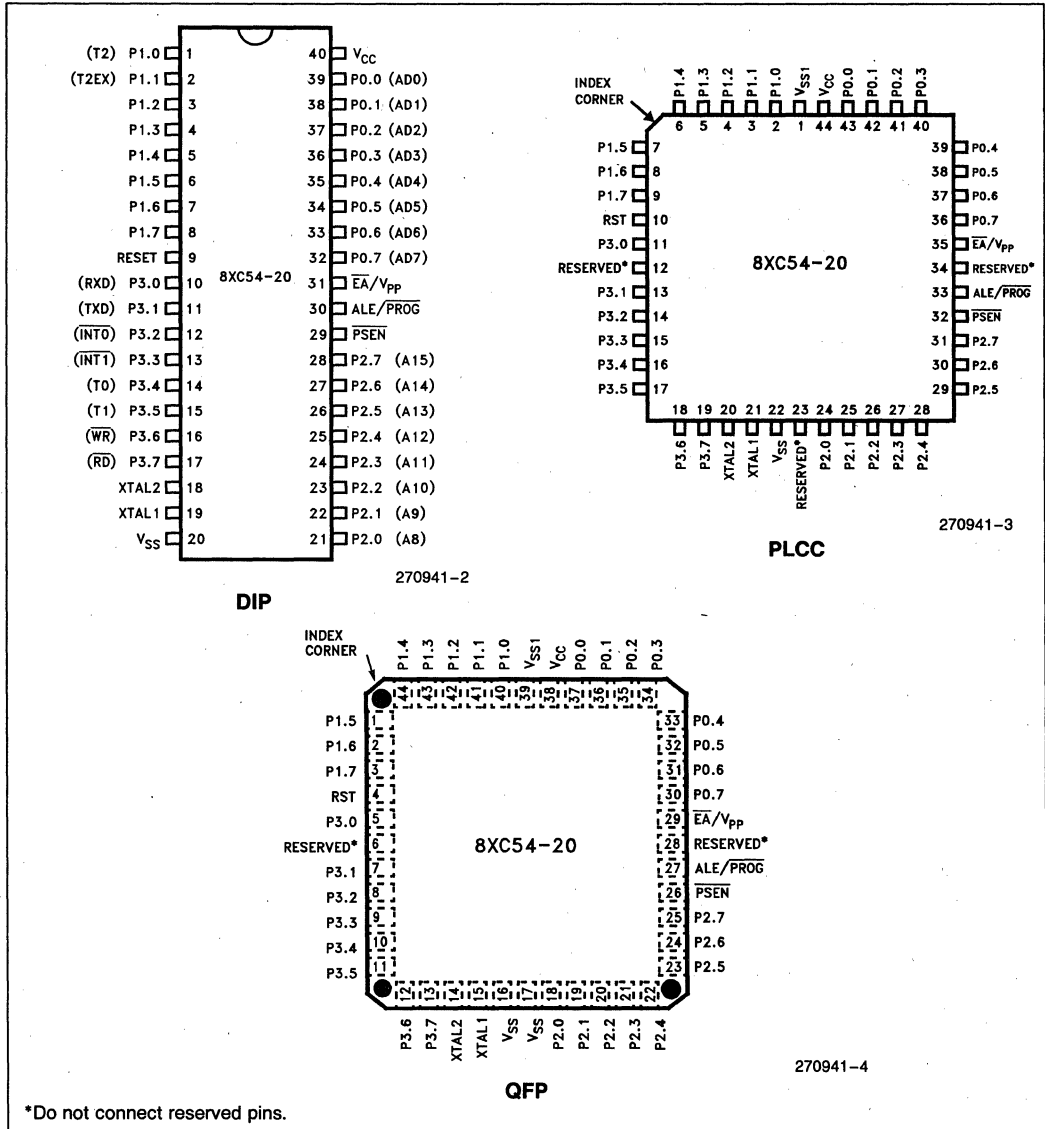 (T2) P1.0 1 40 VCC
(T2EX) P1.1 2 39 P0.0 (AD0)
P1.2 3 38 P0.1 (AD1)
P1.3 4 37 P0.2 (AD2)
P1.4 5 36 P0.3 (AD3)
P1.5 6 35 P0.4 (AD4)
P1.6 7 34 P0.5 (AD5)
P1.7 8 33 P0.6 (AD6)
RESET 9 32 P0.7 (AD7)
8XC54-20
(RXD) P3.0 10 31 EA/VPP
(TXD) P3.1 11 30 ALE/PROG
(INT0) P3.2 12 29 PSEN
(INT1) P3.3 13 28 P2.7 (A15)
(T0) P3.4 14 27 P2.6 (A14)
(T1) P3.5 15 26 P2.5 (A13)
(WR) P3.6 16 25 P2.4 (A12)
(RD) P3.7 17 24 P2.3 (A11)
XTAL2 18 23 P2.2 (A10)
XTAL1 19 22 P2.1 (A9)
VSS 20 21 P2.0 (A8)
270941-2
DIP
INDEX
CORNER
P1.4 P1.3 P1.2 P1.1 P1.0 VSS1 VCC P0.0 P0.1 P0.2 P0.3
6 5 4 3 2 1 44 43 42 41 40
P1.5 7 39 P0.4
P1.6 8 38 P0.5
P1.7 9 37 P0.6
RST 10 36 P0.7
P3.0 11 35 EA/VPP
8XC54-20
RESERVED* 12 34 RESERVED*
P3.1 13 33 ALE/PROG
P3.2 14 32 PSEN
P3.3 15 31 P2.7
P3.4 16 30 P2.6
P3.5 17 29 P2.5
18 19 20 21 22 23 24 25 26 27 28
P3.6 P3.7 XTAL2 XTAL1 VSS RESERVED* P2.0 P2.1 P2.2 P2.3 P2.4
270941-3
PLCC
INDEX
CORNER
P1.4 P1.3 P1.2 P1.1 P1.0 VSS1 VCC P0.0 P0.1 P0.2 P0.3
44 43 42 41 40 39 38 37 36 35 34
P1.5 1 33 P0.4
P1.6 2 32 P0.5
P1.7 3 31 P0.6
RST 4 30 P0.7
P3.0 5 29 EA/VPP
RESERVED* 6 8XC54-20 28 RESERVED*
P3.1 7 27 ALE/PROG
P3.2 8 26 PSEN
P3.3 9 25 P2.7
P3.4 10 24 P2.6
P3.5 11 23 P2.5
12 13 14 15 16 17 18 19 20 21 22
P3.6 P3.7 XTAL2 XTAL1 VSS VSS P2.0 P2.1 P2.2 P2.3 P2.4
270941-4
QFP
*Do not connect reserved pins.